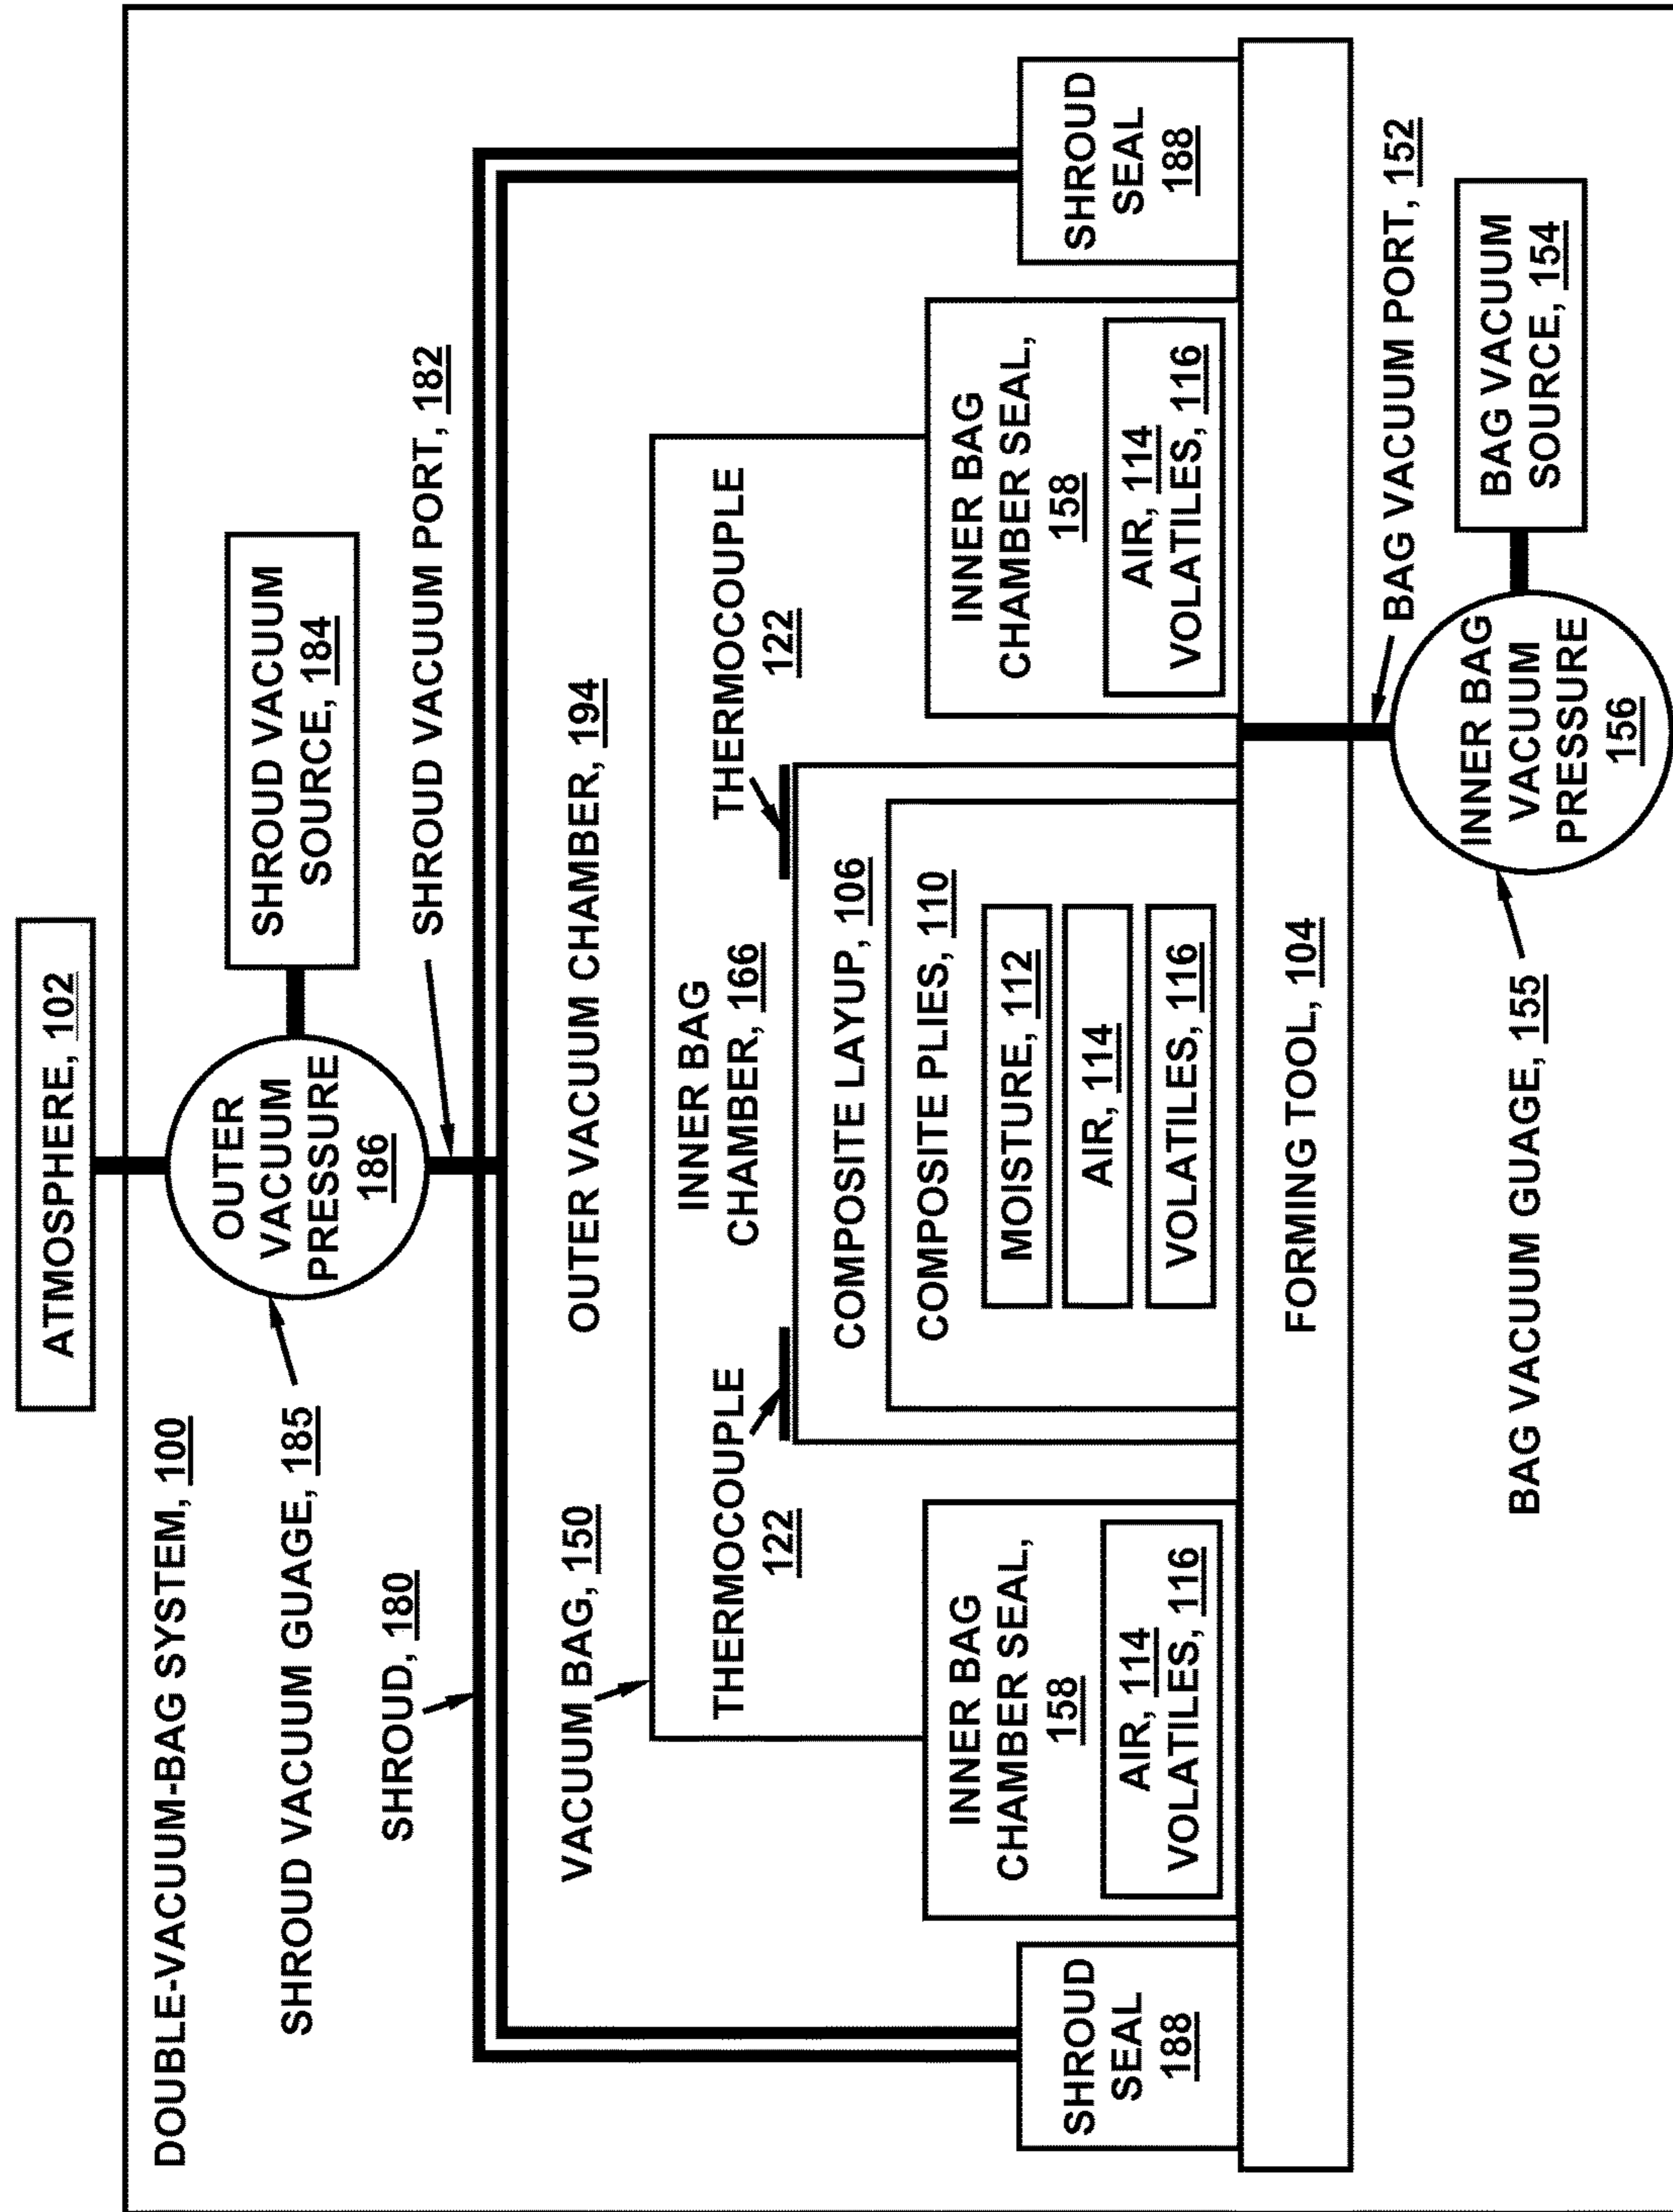 ATMOSPHERE, 102
DOUBLE-VACUUM-BAG SYSTEM, 100
SHROUD VACUUM GUAGE, 185
OUTER
VACUUM
PRESSURE
186
SHROUD VACUUM
SOURCE, 184
SHROUD, 180
SHROUD VACUUM PORT, 182
VACUUM BAG, 150
OUTER VACUUM CHAMBER, 194
INNER BAG
CHAMBER, 166
THERMOCOUPLE
122
THERMOCOUPLE
122
COMPOSITE LAYUP, 106
COMPOSITE PLIES, 110
MOISTURE, 112
AIR, 114
VOLATILES, 116
INNER BAG
CHAMBER SEAL,
158
AIR, 114
VOLATILES, 116
INNER BAG
CHAMBER SEAL,
158
AIR, 114
VOLATILES, 116
SHROUD
SEAL
188
SHROUD
SEAL
188
FORMING TOOL, 104
BAG VACUUM PORT, 152
BAG VACUUM GUAGE, 155
INNER BAG
VACUUM
PRESSURE
156
BAG VACUUM
SOURCE, 154